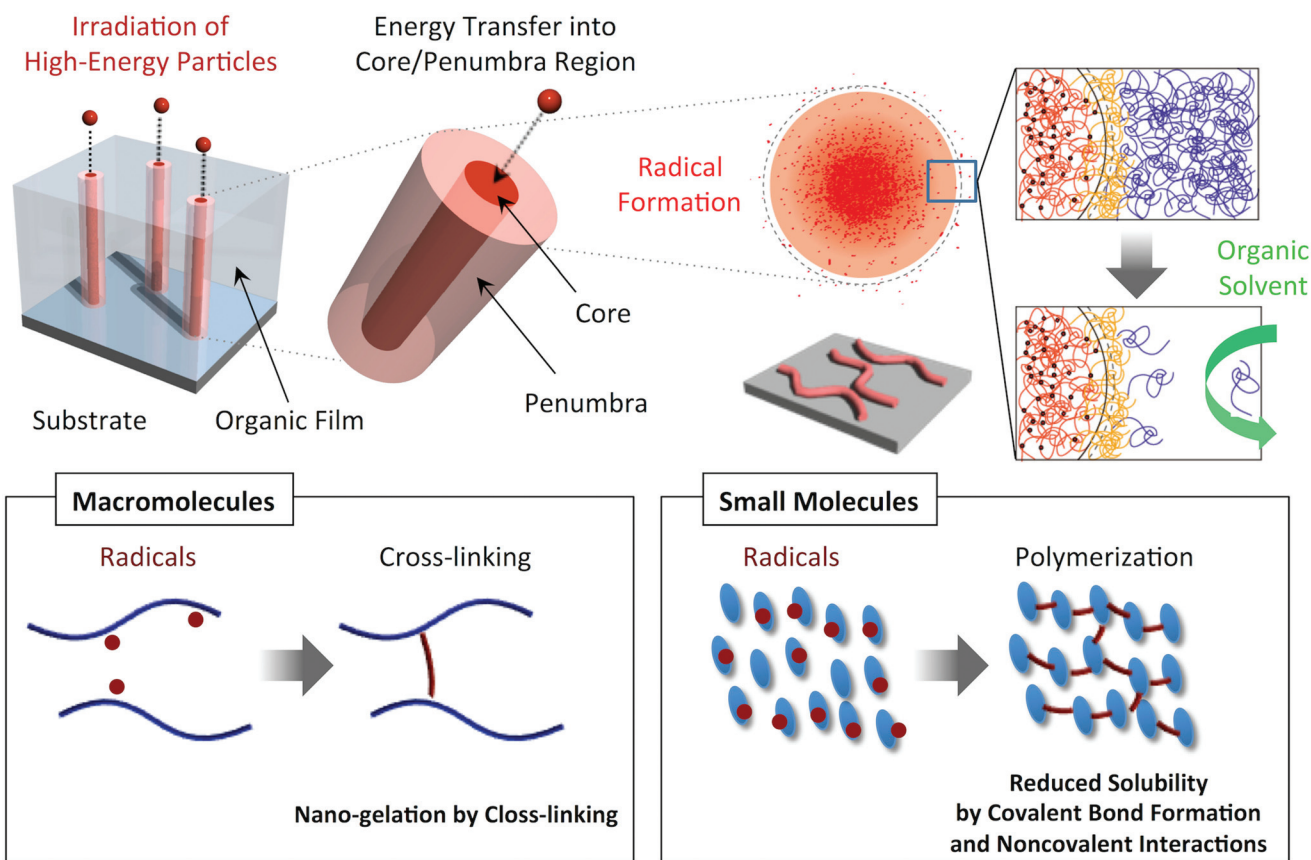 Irradiation of
High-Energy Particles
Energy Transfer into
Core/Penumbra Region
Radical
Formation
Organic
Solvent
Core
Penumbra
Substrate
Organic Film
Macromolecules
Radicals
Cross-linking
Nano-gelation by Closs-linking
Small Molecules
Radicals
Polymerization
Reduced Solubility
by Covalent Bond Formation
and Noncovalent Interactions